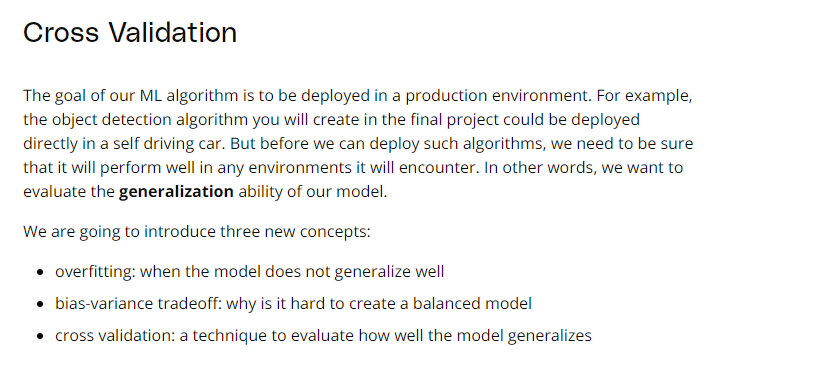 Cross Validation
The goal of our ML algorithm is to be deployed in a production environment. For example,
the object detection algorithm you will create in the final project could be deployed
directly in a self driving car. But before we can deploy such algorithms, we need to be sure
that it will perform well in any environments it will encounter. In other words, we want to
evaluate the generalization ability of our model.
We are going to introduce three new concepts:
• overfitting: when the model does not generalize well
• bias-variance tradeoff: why is it hard to create a balanced model
• cross validation: a technique to evaluate how well the model generalizes